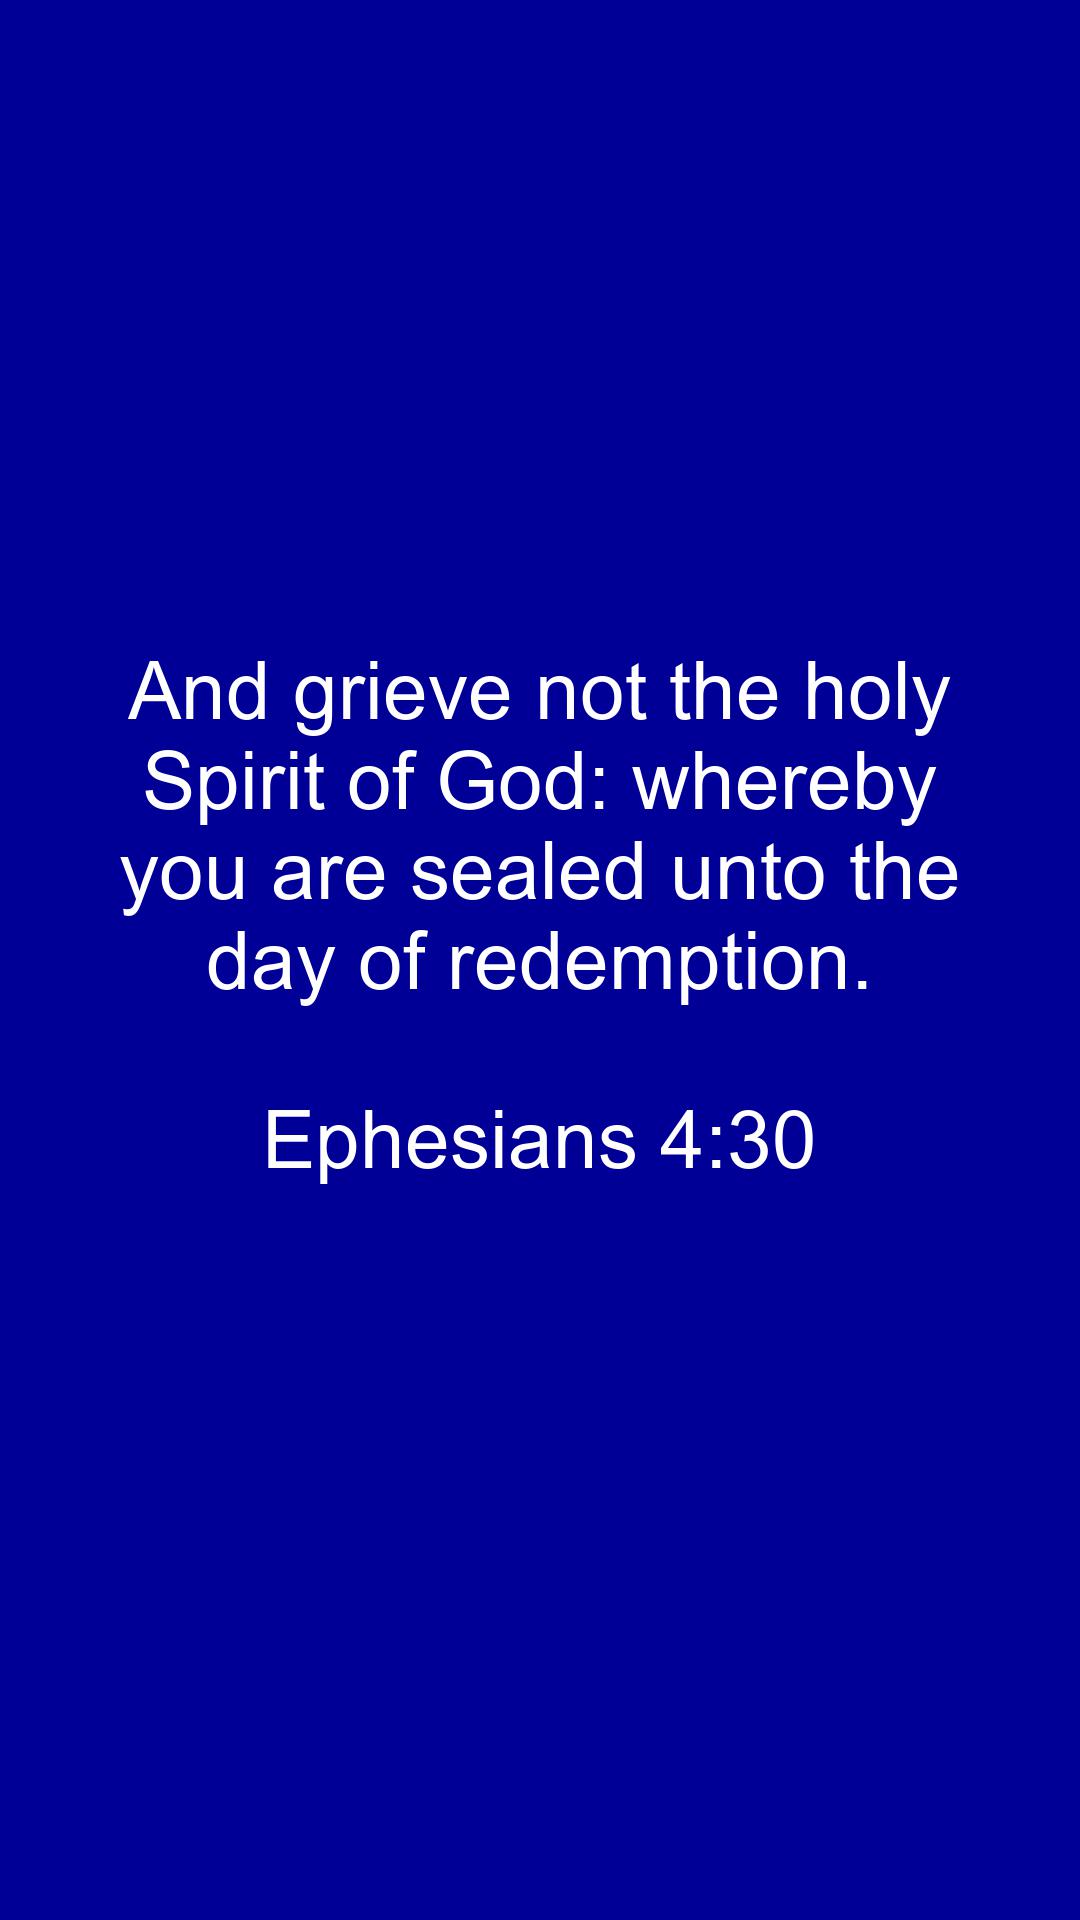 And grieve not the holy
Spirit of God: whereby
you are sealed unto the
day of redemption.
Ephesians 4:30